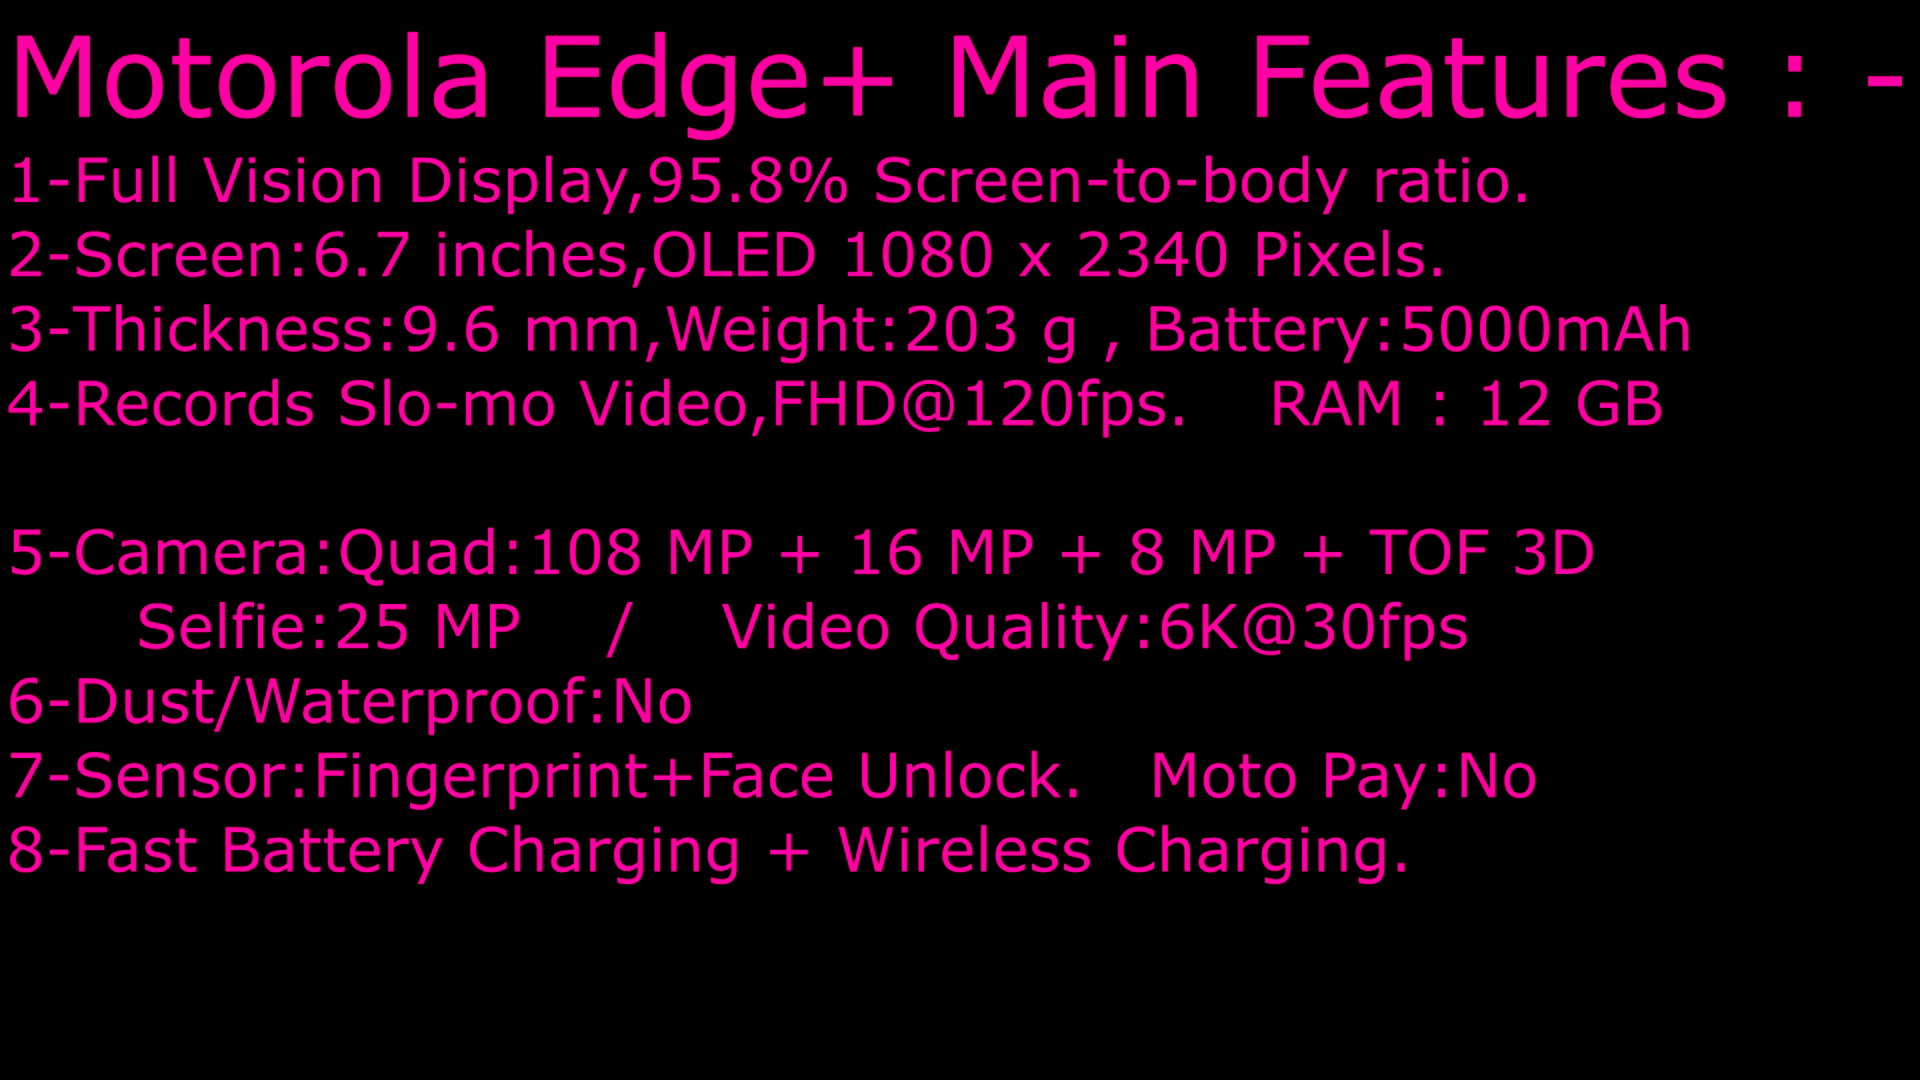 Motorola Edge+ Main Features : -
1-Full Vision Display,95.8% Screen-to-body ratio.
2-Screen:6.7 inches,OLED 1080 x 2340 Pixels.
3-Thickness:9.6 mm,Weight:203 g , Battery:5000mAh
4-Records Slo-mo Video,FHD@120fps. RAM : 12 GB
5-Camera:Quad:108 MP + 16 MP + 8 MP + TOF 3D
Selfie:25 MP / Video Quality:6K@30fps
6-Dust/Waterproof:No
7-Sensor:Fingerprint+Face Unlock. Moto Pay:No
8-Fast Battery Charging + Wireless Charging.